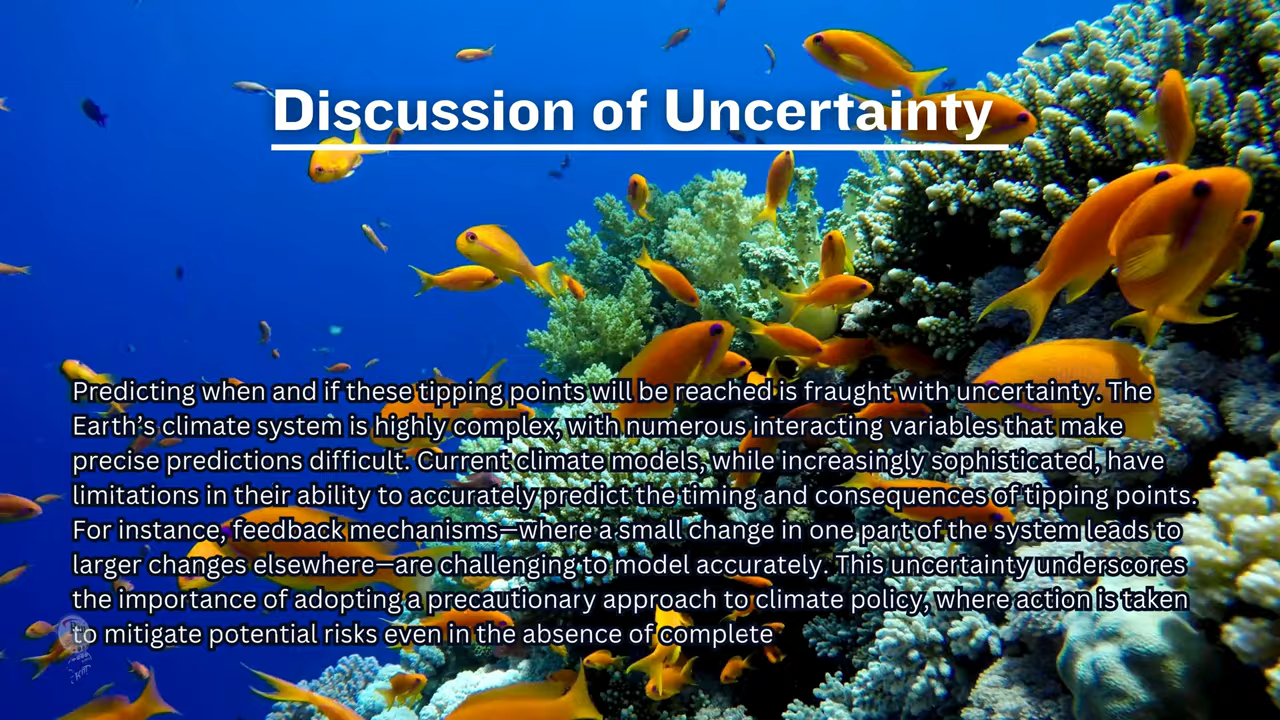 Discussion of Uncertainty
Predicting when and if these tipping points will be reached is fraught with uncertainty. The
Earth’s climate system is highly complex, with numerous interacting variables that make
precise predictions difficult. Current climate models, while increasingly sophisticated, have
limitations in their ability to accurately predict the timing and consequences of tipping points.
For instance, feedback mechanisms—where a small change in one part of the system leads to
larger changes elsewhere—are challenging to model accurately. This uncertainty underscores
the importance of adopting a precautionary approach to climate policy, where action is taken
to mitigate potential risks even in the absence of complete